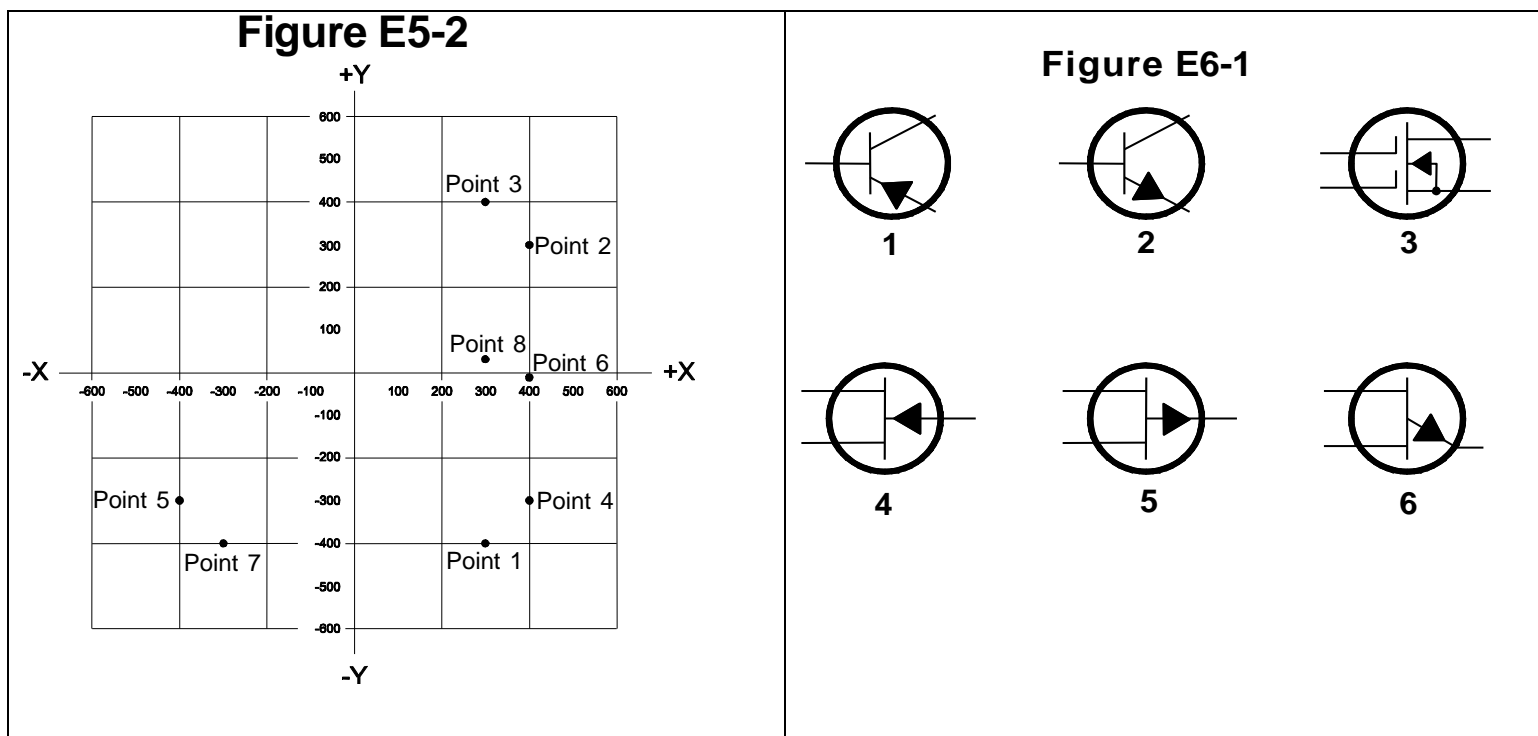 Figure E5-2
+Y
600
500
Point 3
400
300 Point 2
200
100
Point 8
Point 6
-X +X
-600 -500 -400 -200 -200 -100 100 200 300 400 500 600
-100
-200
Point 5 -300 Point 4
-400
Point 7 Point 1
-500
-600
-Y
Figure E6-1
1 2 3
4 5 6